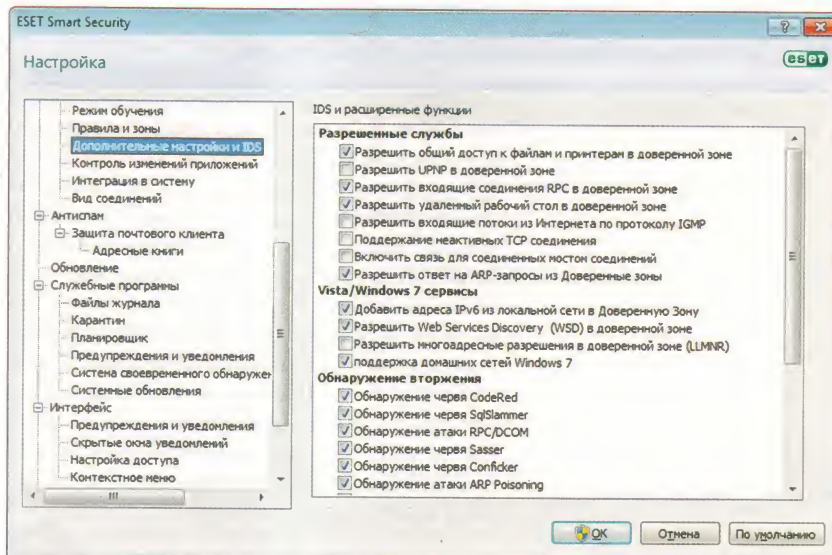 ESET Smart Security
Настройка
eset
Режим обучения
Правила и зоны
Дополнительные настройки и IDS
Контроль изменений приложений
Интеграция в систему
Вид соединений
Антиспам
Защита почтового клиента
Адресные книги
Обновление
Служебные программы
Файлы журнала
Карантин
Планировщик
Предупреждения и уведомления
Система своевременного обнаружен
Системные обновления
Интерфейс
Предупреждения и уведомления
Скрытые окна уведомлений
Настройка доступа
Контекстное меню
IDS и расширенные функции
Разрешенные службы
Разрешить общий доступ к файлам и принтерам в доверенной зоне
Разрешить UPNP в доверенной зоне
Разрешить входящие соединения RPC в доверенной зоне
Разрешить удаленный рабочий стол в доверенной зоне
Разрешить входящие потоки из Интернета по протоколу IGMP
Поддержание неактивных TCP соединения
Включить связь для соединенных мостом соединений
Разрешить ответ на ARP-запросы из Доверенные зоны
Vista/Windows 7 сервисы
Добавить адреса IPv6 из локальной сети в Доверенную Зону
Разрешить Web Services Discovery (WSD) в доверенной зоне
Разрешить многоадресные разрешения в доверенной зоне (LLMNR)
поддержка домашних сетей Windows 7
Обнаружение вторжения
Обнаружение червя CodeRed
Обнаружение червя SqlSlammer
Обнаружение атаки RPC/DCOM
Обнаружение червя Sasser
Обнаружение червя Conficker
Обнаружение атаки ARP Poisoning
OK
Отмена
По умолчанию